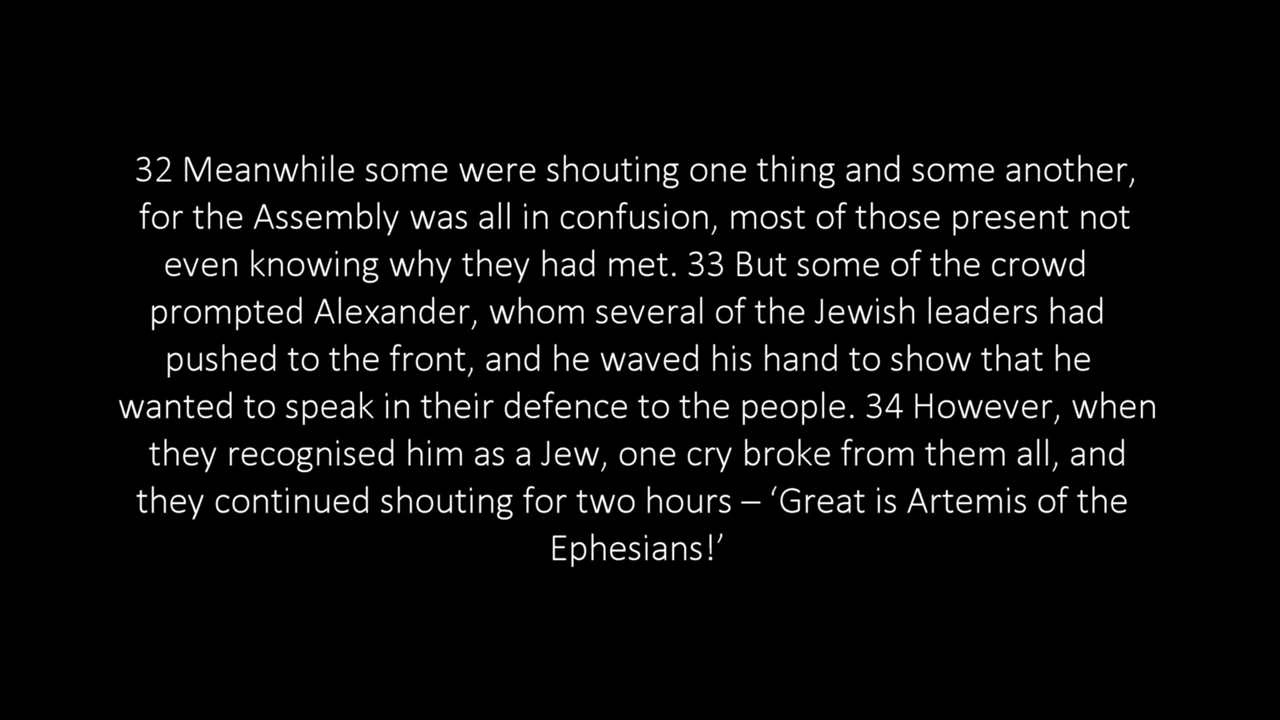 32 Meanwhile some were shouting one thing and some another,
for the Assembly was all in confusion, most of those present not
even knowing why they had met. 33 But some of the crowd
prompted Alexander, whom several of the Jewish leaders had
pushed to the front, and he waved his hand to show that he
wanted to speak in their defence to the people. 34 However, when
they recognised him as a Jew, one cry broke from them all, and
they continued shouting for two hours – ‘Great is Artemis of the
Ephesians!’